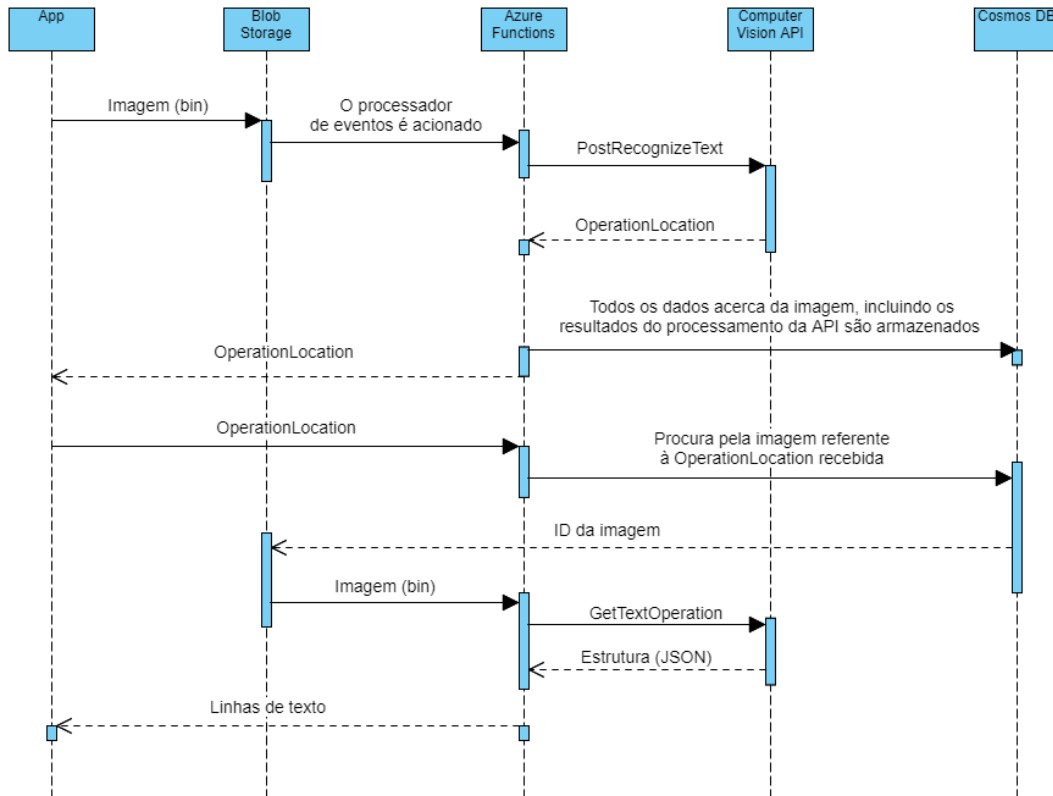 App
Blob
Storage
Azure
Functions
Computer
Vision API
Cosmos DB
Imagem (bin)
O processador
de eventos é acionado
PostRecognizeText
OperationLocation
Todos os dados acerca da imagem, incluindo os
resultados do processamento da API são armazenados
OperationLocation
OperationLocation
Procura pela imagem referente
à OperationLocation recebida
ID da imagem
Imagem (bin)
GetTextOperation
Estrutura (JSON)
Linhas de texto